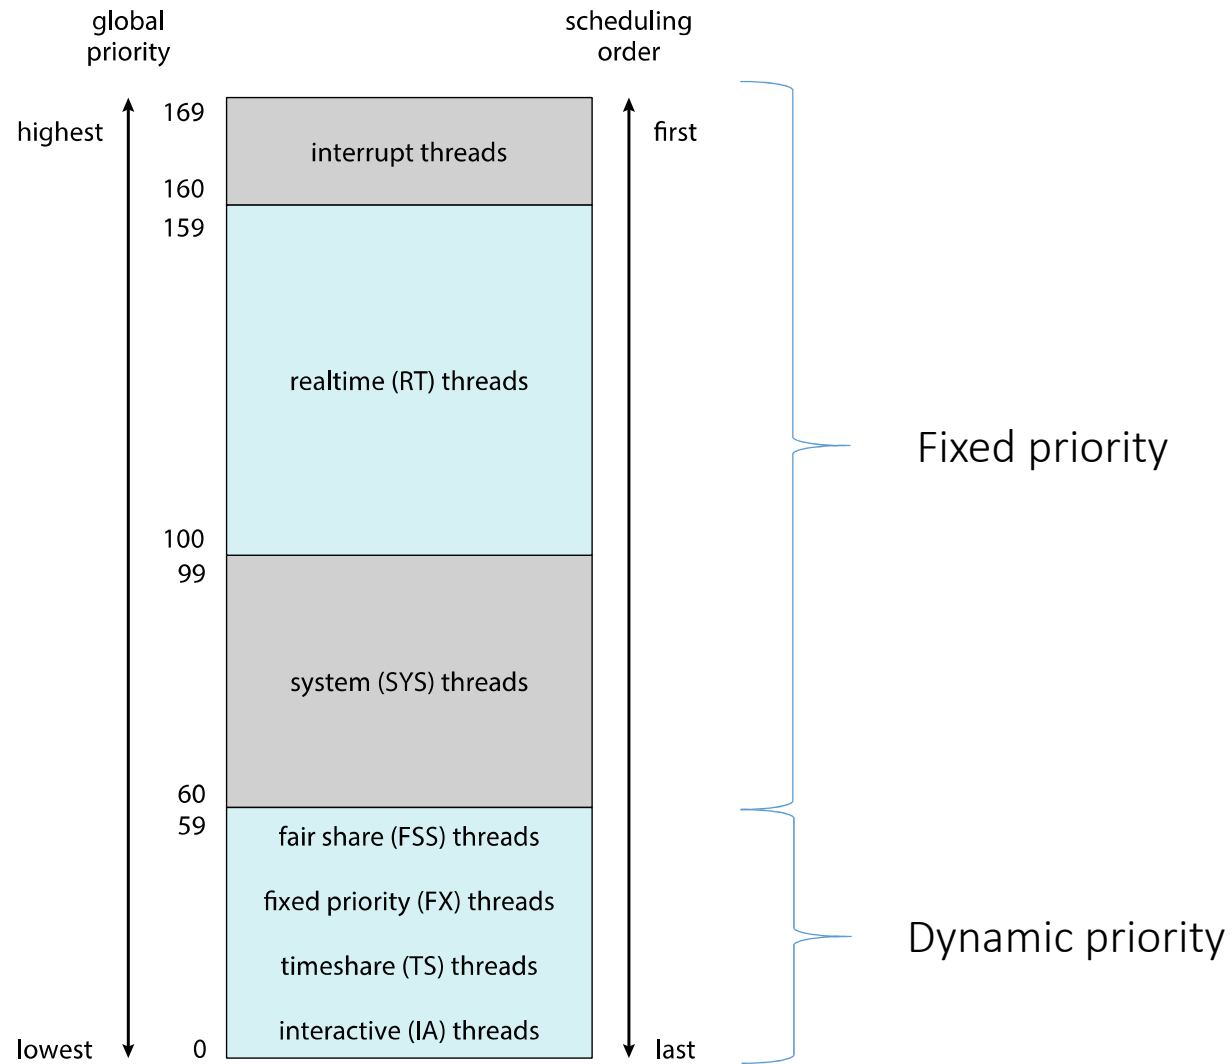 global
priority
scheduling
order
169
highest
first
interrupt threads
160
159
realtime (RT) threads
Fixed priority
100
99
system (SYS) threads
60
59
fair share (FSS) threads
fixed priority (FX) threads
Dynamic priority
timeshare (TS) threads
interactive (IA) threads
lowest
0
last